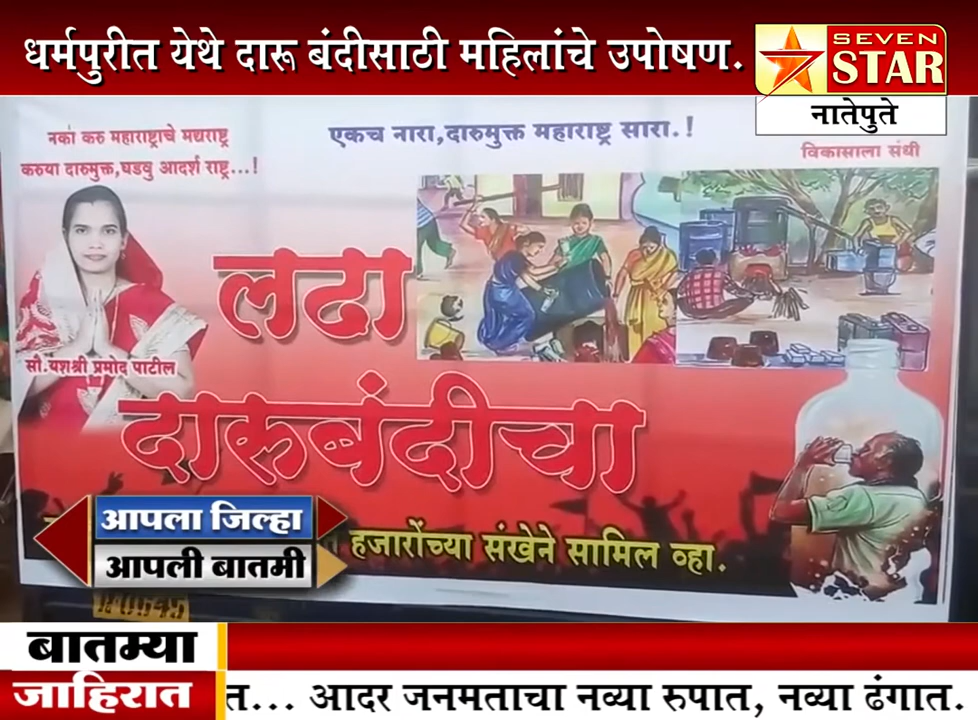 धर्मपुरीत येथे दारू बंदीसाठी महिलांचे उपोषण.
SEVEN
STAR
नातेपुते
नका करु महाराष्ट्राचे मद्यराष्ट्र
करुया दारुमुक्त,घडवु आदर्श राष्ट्र...!
एकच नारा,दारुमुक्त महाराष्ट्र सारा.!
विकासाला संधी
लढा
सौ.यशश्री प्रमोद पाटील
दारूबंदीचा
हजारोंच्या संखेने सामिल व्हा.
आपला जिल्हा
आपली बातमी
बातम्या
जाहिरात
त... आदर जनमताचा नव्या रुपात, नव्या ढंगात.